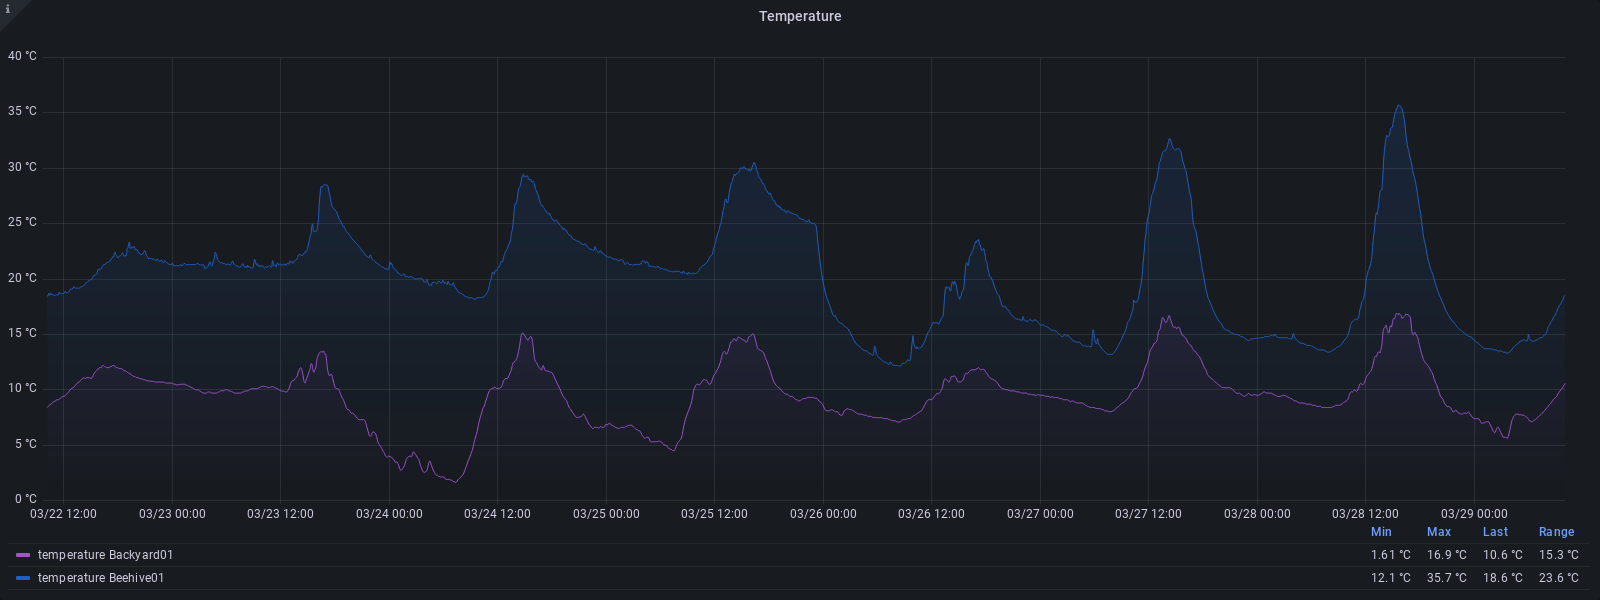 i
Temperature
40 °C
35 °C
30 °C
25 °C
20 °C
15 °C
10 °C
5 °C
0 °C
03/22 12:00 03/23 00:00 03/23 12:00 03/24 00:00 03/24 12:00 03/25 00:00 03/25 12:00 03/26 00:00 03/26 12:00 03/27 00:00 03/27 12:00 03/28 00:00 03/28 12:00 03/29 00:00
Min Max Last Range
temperature Backyard01 1.61 °C 16.9 °C 10.6 °C 15.3 °C
temperature Beehive01 12.1 °C 35.7 °C 18.6 °C 23.6 °C